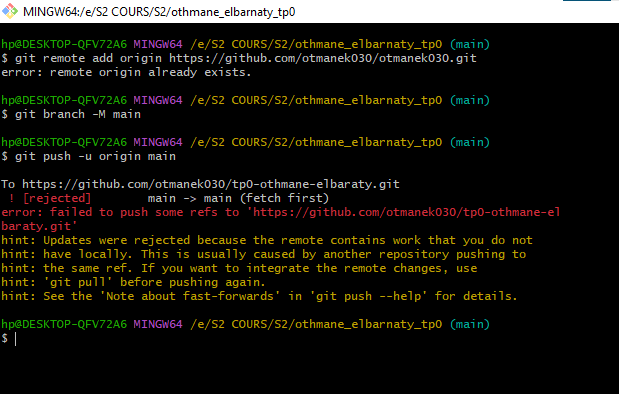 MINGW64:/e/S2 COURS/S2/othmane_elbarnaty_tp0
hp@DESKTOP-QFV72A6 MINGW64 /e/S2 COURS/S2/othmane_elbarnaty_tp0 (main)
$ git remote add origin https://github.com/otmanek030/otmanek030.git
error: remote origin already exists.
hp@DESKTOP-QFV72A6 MINGW64 /e/S2 COURS/S2/othmane_elbarnaty_tp0 (main)
$ git branch -M main
hp@DESKTOP-QFV72A6 MINGW64 /e/S2 COURS/S2/othmane_elbarnaty_tp0 (main)
$ git push -u origin main
To https://github.com/otmanek030/tp0-othmane-elbaraty.git
! [rejected] main -> main (fetch first)
error: failed to push some refs to 'https://github.com/otmanek030/tp0-othmane-el
baraty.git'
hint: Updates were rejected because the remote contains work that you do not
hint: have locally. This is usually caused by another repository pushing to
hint: the same ref. If you want to integrate the remote changes, use
hint: 'git pull' before pushing again.
hint: See the 'Note about fast-forwards' in 'git push --help' for details.
hp@DESKTOP-QFV72A6 MINGW64 /e/S2 COURS/S2/othmane_elbarnaty_tp0 (main)
$